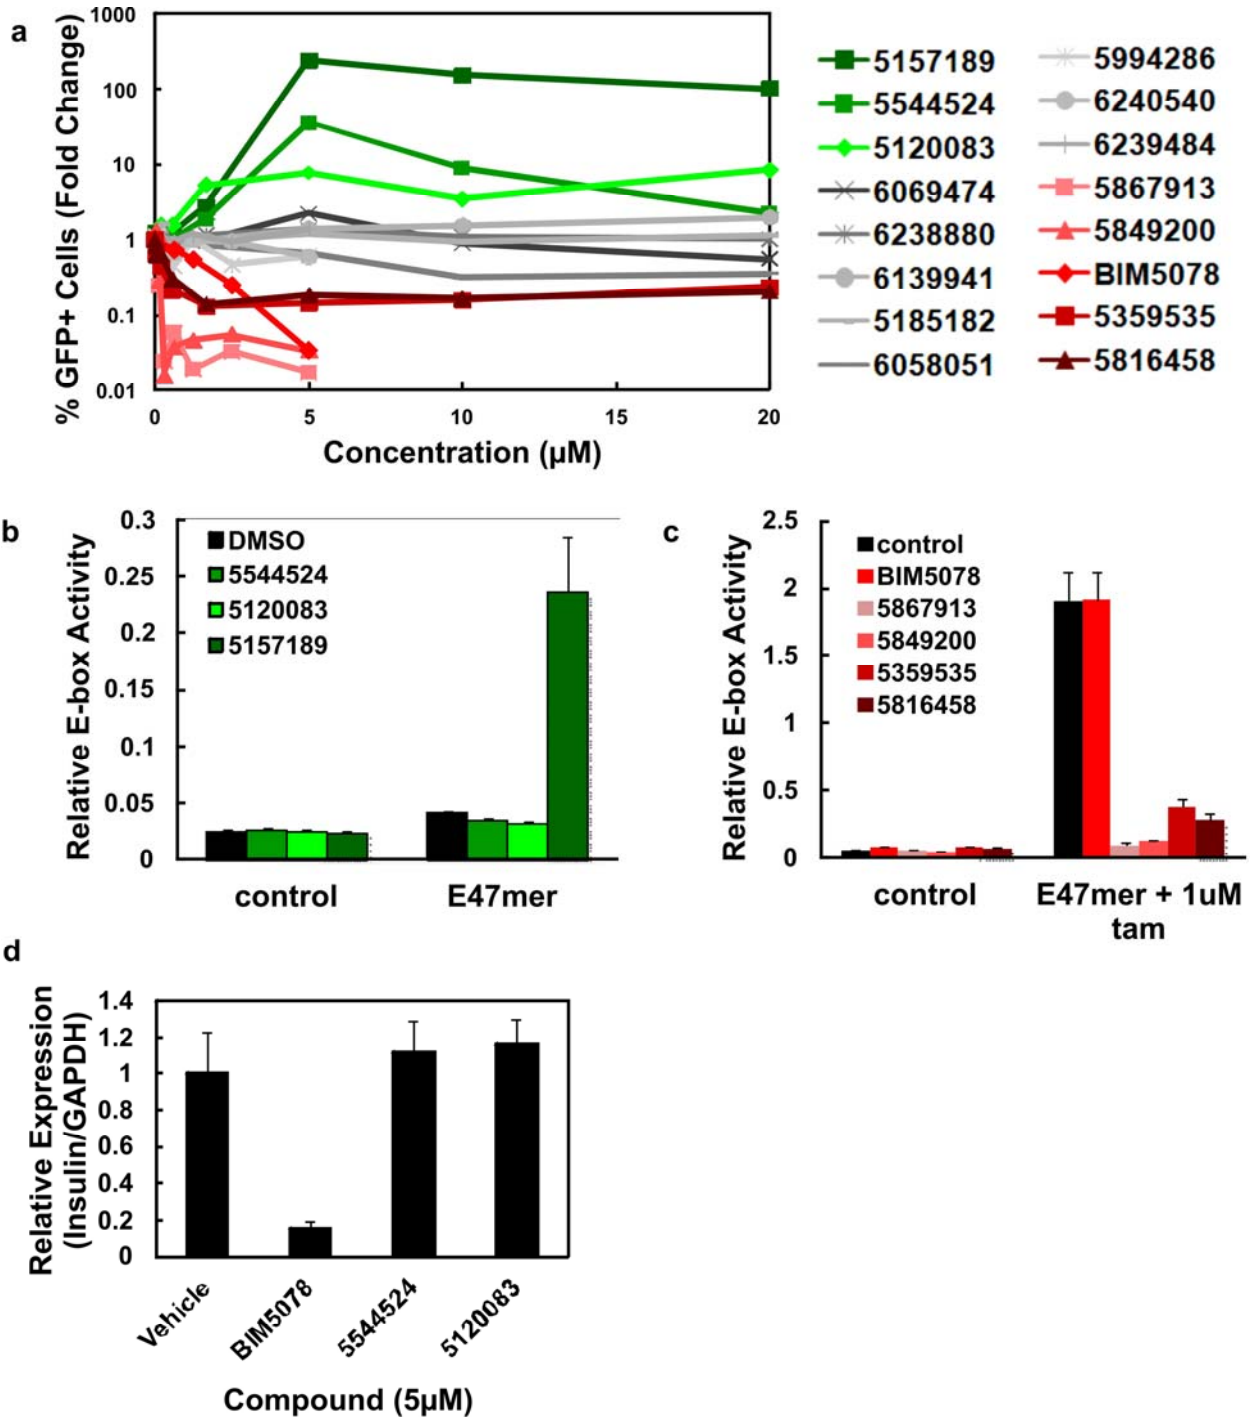 a
% GFP+ Cells (Fold Change)
1000
100
10
1
0.1
0.01
0
5
10
15
20
Concentration (µM)
5157189
5544524
5120083
6069474
6238880
6139941
5185182
6058051
5994286
6240540
6239484
5867913
5849200
BIM5078
5359535
5816458
b
Relative E-box Activity
0.3
0.25
0.2
0.15
0.1
0.05
0
DMSO
5544524
5120083
5157189
control
E47mer
c
Relative E-box Activity
2.5
2
1.5
1
0.5
0
control
BIM5078
5867913
5849200
5359535
5816458
control
E47mer + 1uM
tam
d
Relative Expression
(Insulin/GAPDH)
1.4
1.2
1
0.8
0.6
0.4
0.2
0
Vehicle
BIM5078
5544524
5120083
Compound (5µM)